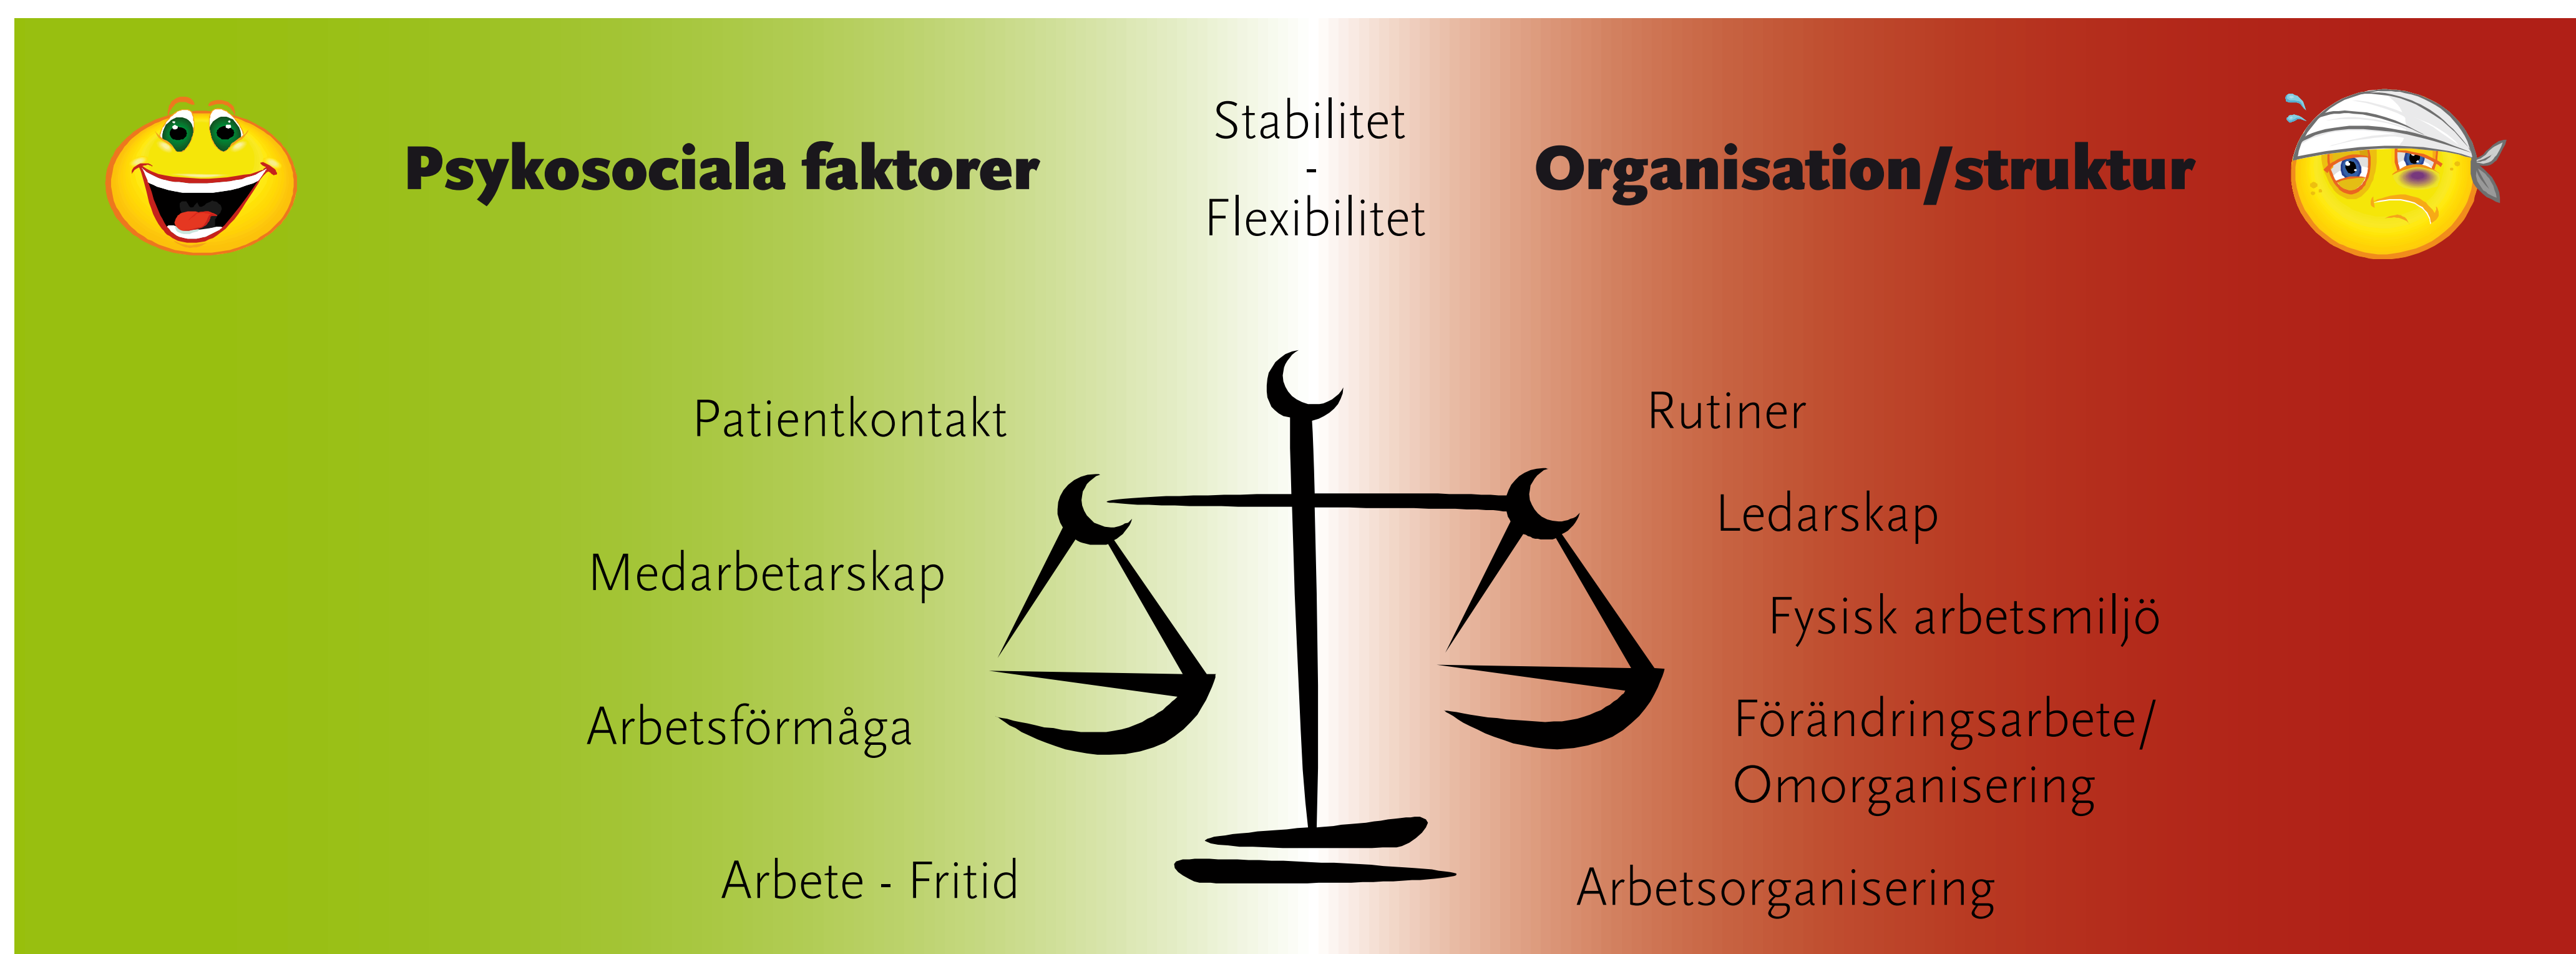 Psykosociala faktorer
Stabilitet
-
Flexibilitet
Organisation/struktur
Patientkontakt
Medarbetarskap
Arbetsförmåga
Arbete - Fritid
Rutiner
Ledarskap
Fysisk arbetsmiljö
Förändringsarbete/
Omorganisering
Arbetsorganisering